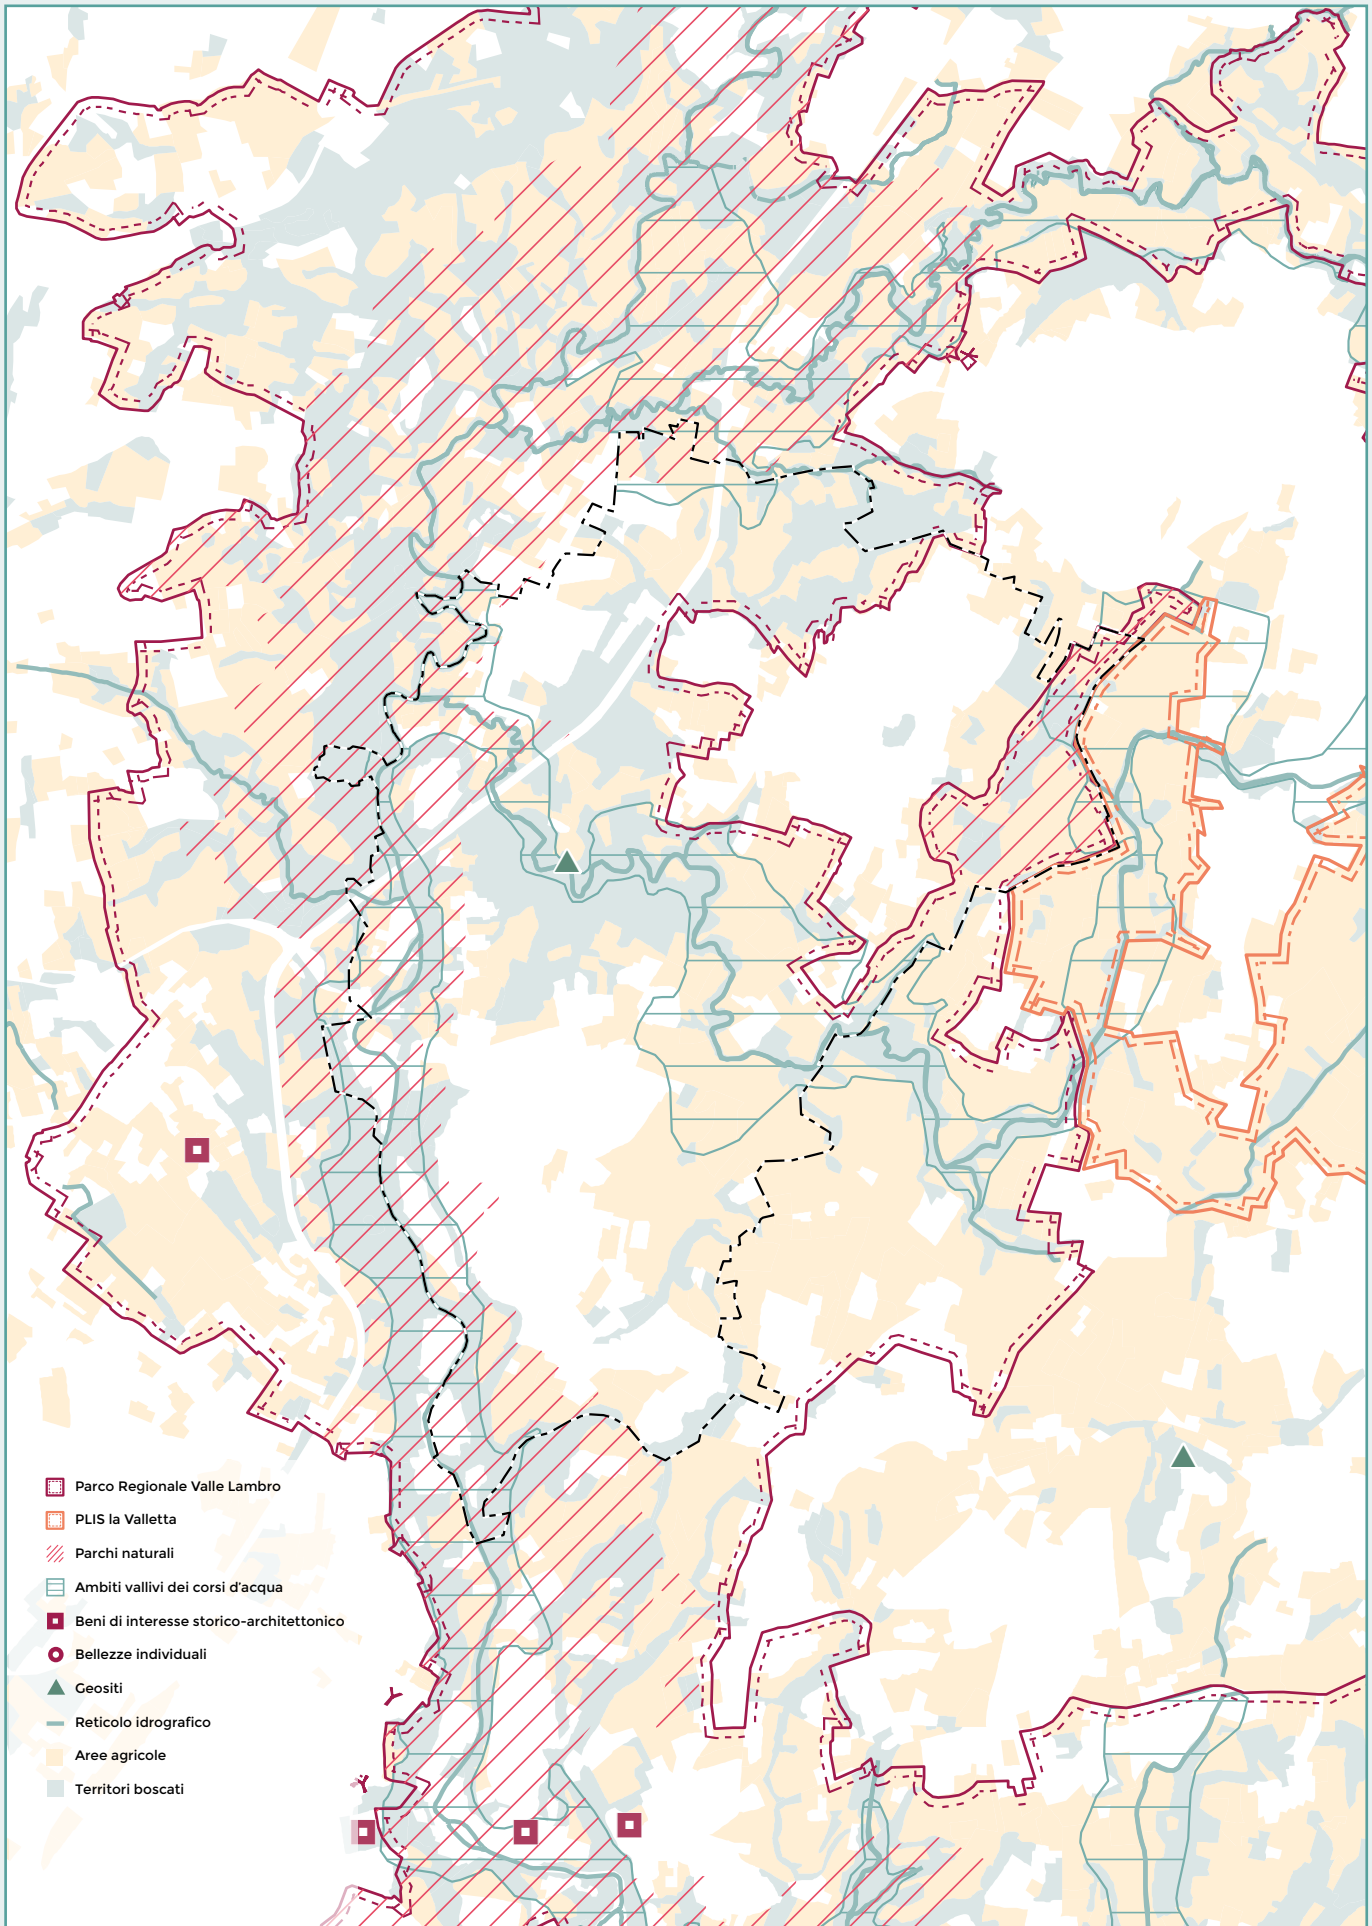 Parco Regionale Valle Lambro
PLIS la Valletta
Parchi naturali
Ambiti vallivi dei corsi d'acqua
Beni di interesse storico-architettonico
Bellezze individuali
Geositi
Reticolo idrografico
Aree agricole
Territori boscati